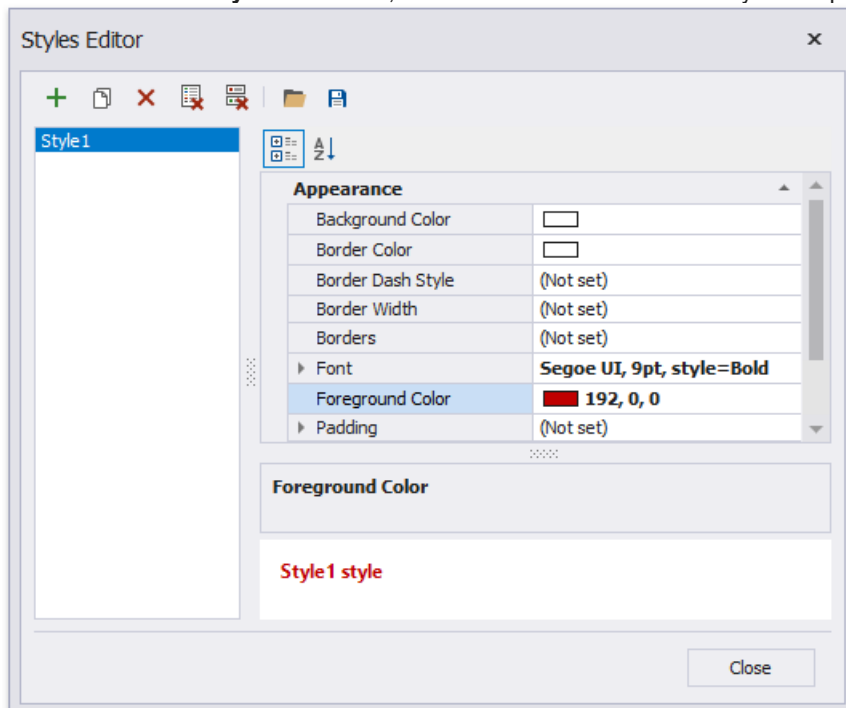 Styles Editor
Style1
Appearance
Background Color
Border Color
Border Dash Style (Not set)
Border Width (Not set)
Borders (Not set)
Font Segoe UI, 9pt, style=Bold
Foreground Color 192, 0, 0
Padding (Not set)
Foreground Color
Style1 style
Close